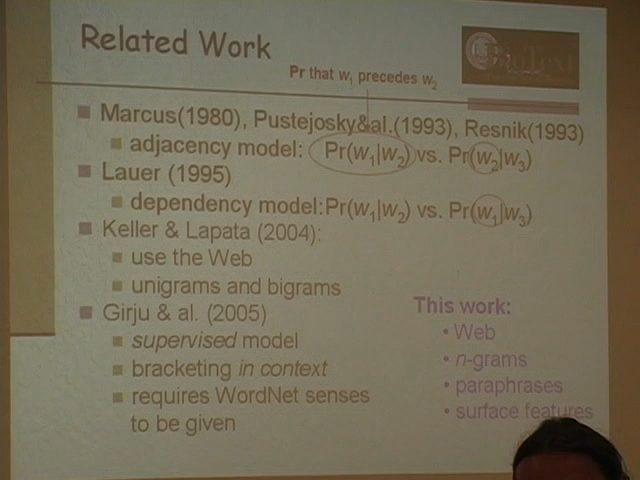 Related Work
BioText
Pr that w1 precedes w2
Marcus(1980), Pustejosky&al.(1993), Resnik(1993)
adjacency model: Pr(w1|w2) vs. Pr(w2|w3)
Lauer (1995)
dependency model:Pr(w1|w2) vs. Pr(w1|w3)
Keller & Lapata (2004):
use the Web
unigrams and bigrams
Girju & al. (2005)
supervised model
bracketing in context
requires WordNet senses
to be given
This work:
• Web
• n-grams
• paraphrases
• surface features